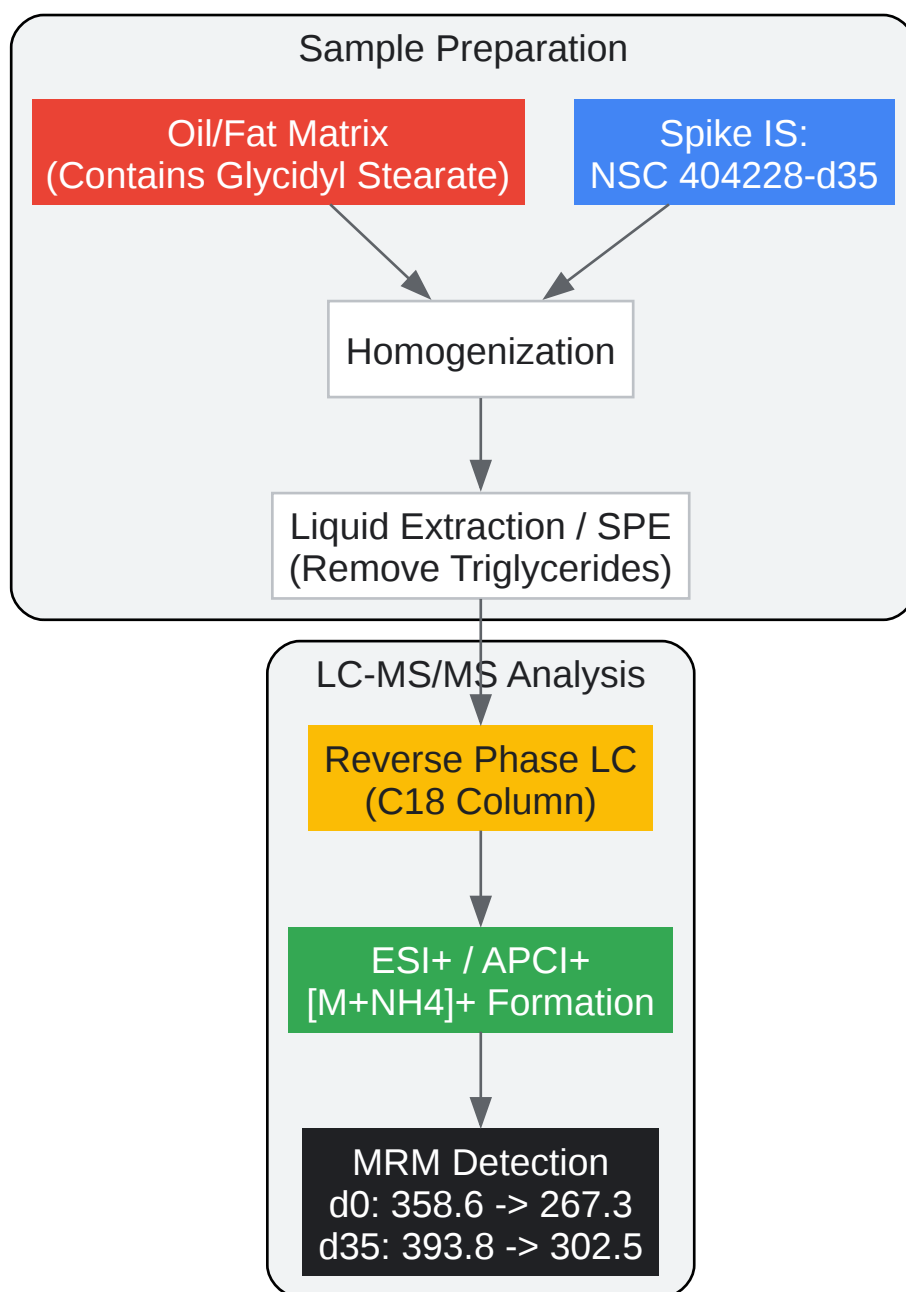 Sample Preparation
Oil/Fat Matrix
(Contains Glycidyl Stearate)
Spike IS:
NSC 404228-d35
Homogenization
Liquid Extraction / SPE
(Remove Triglycerides)
LC-MS/MS Analysis
Reverse Phase LC
(C18 Column)
ESI+ / APCI+
[M+NH4]+ Formation
MRM Detection
d0: 358.6 -> 267.3
d35: 393.8 -> 302.5